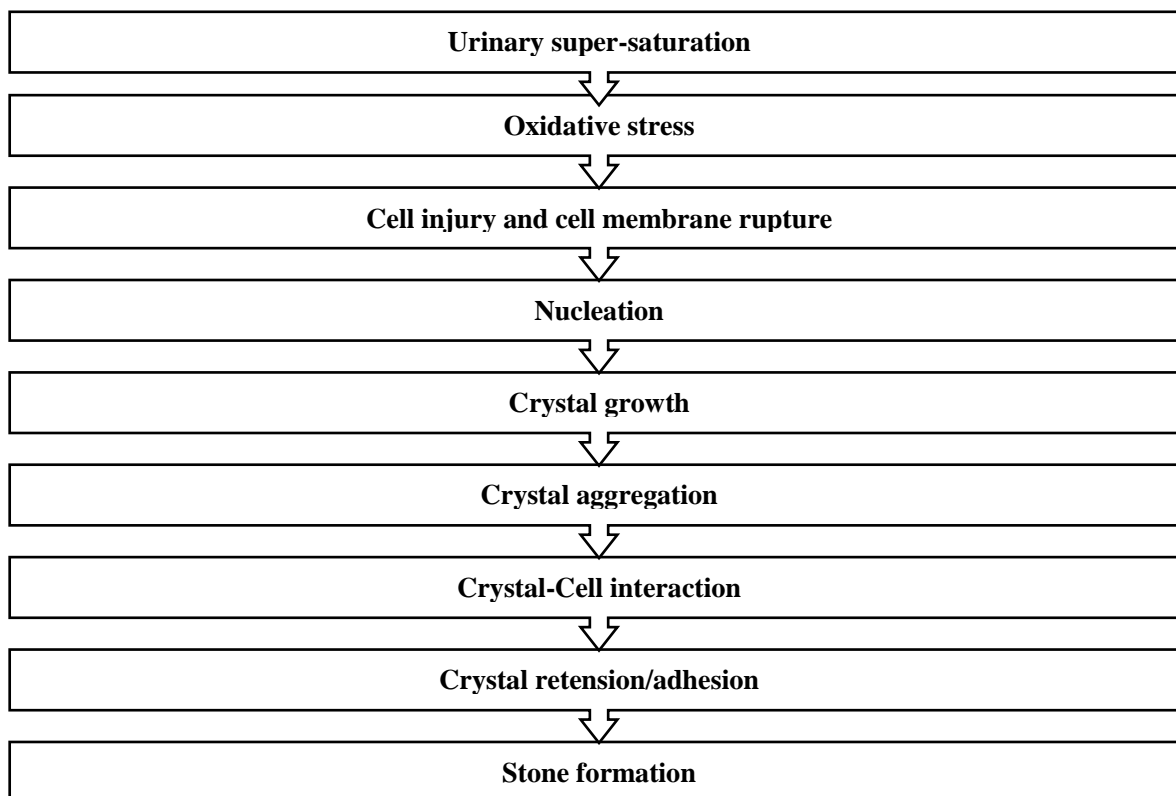 Urinary super-saturation
Oxidative stress
Cell injury and cell membrane rupture
Nucleation
Crystal growth
Crystal aggregation
Crystal-Cell interaction
Crystal retention/adhesion
Stone formation